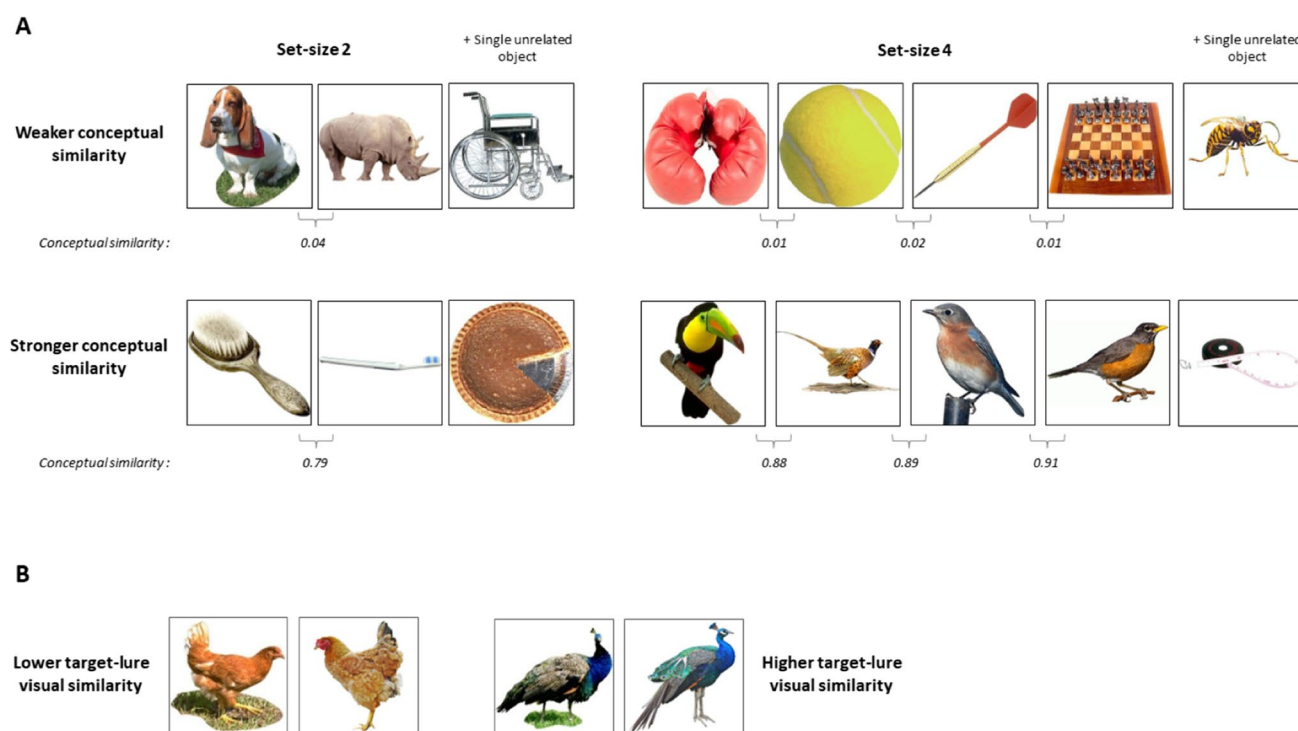 A
Set-size 2
+ Single unrelated
object
Set-size 4
+ Single unrelated
object
Weaker conceptual
similarity
Conceptual similarity :
0.04
0.01
0.02
0.01
Stronger conceptual
similarity
Conceptual similarity :
0.79
0.88
0.89
0.91
B
Lower target-lure
visual similarity
Higher target-lure
visual similarity